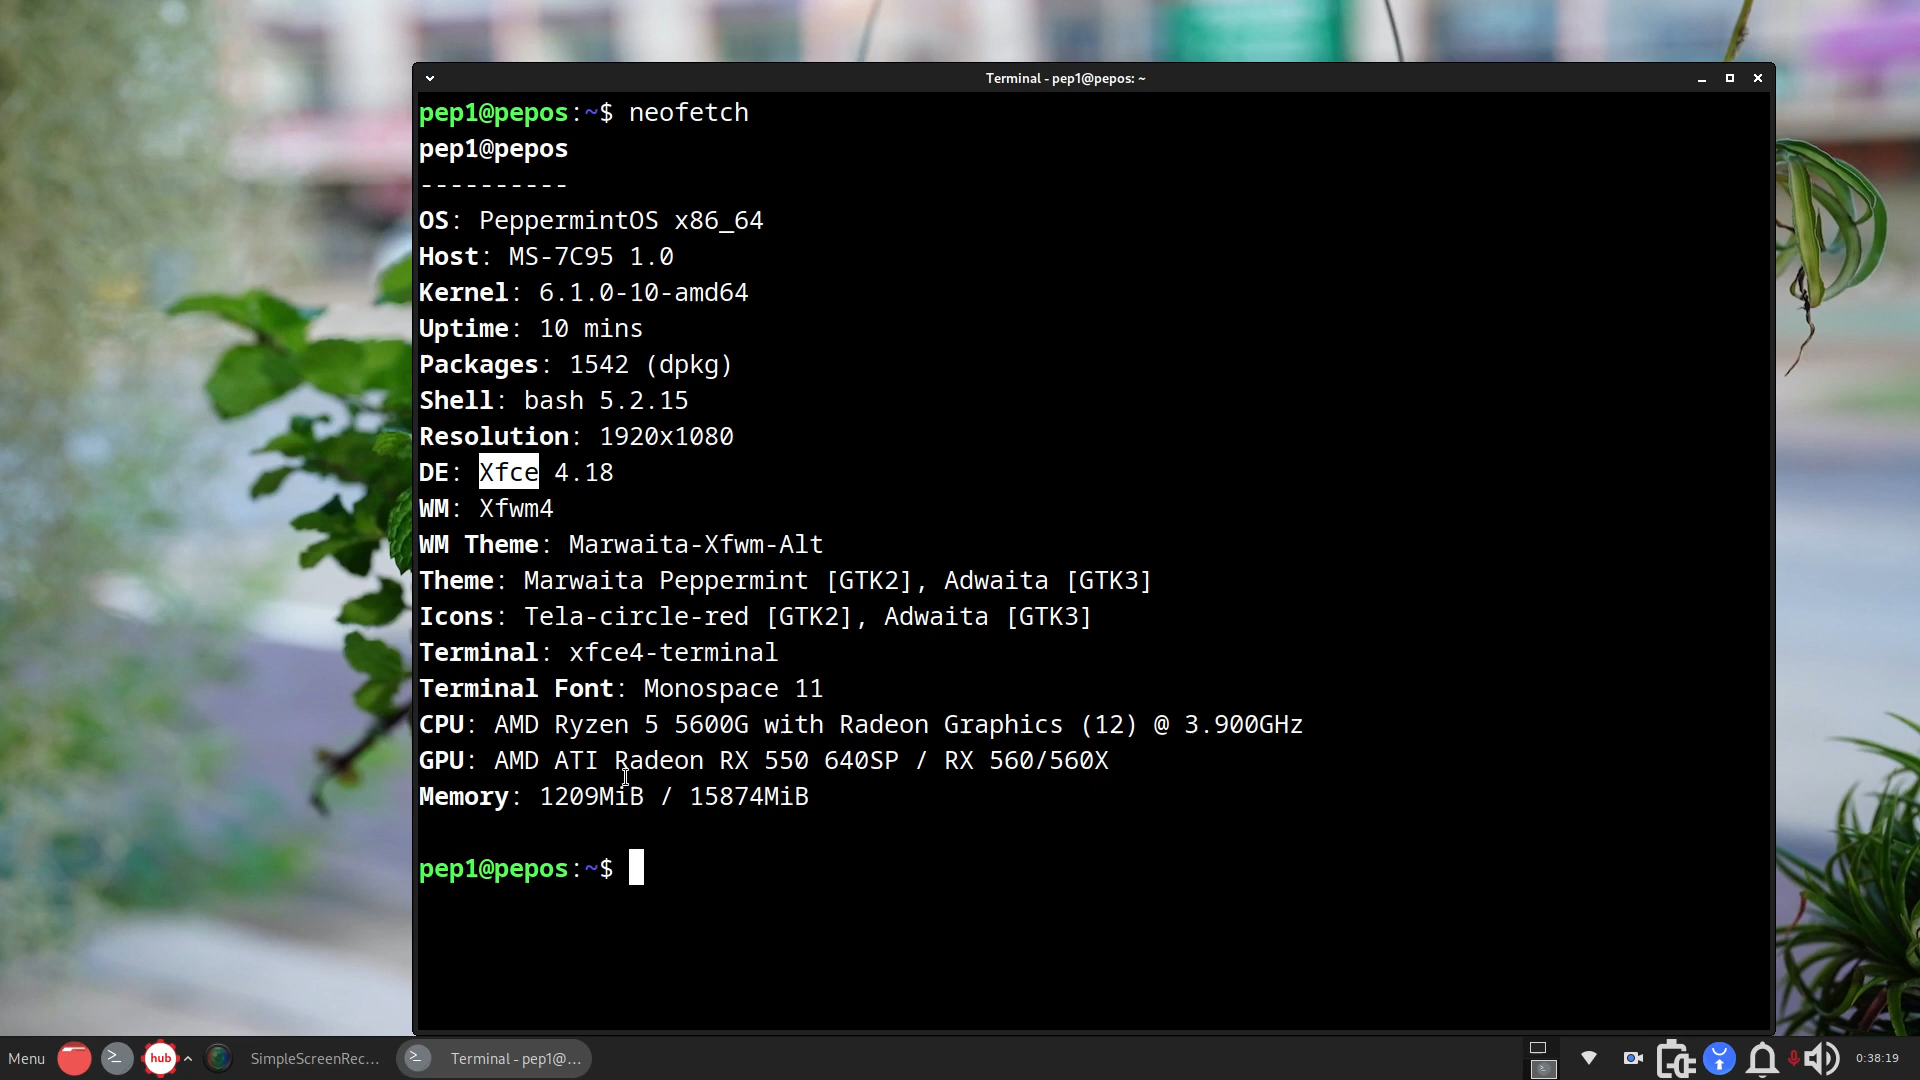 Terminal - pep1@pepos: ~
pep1@pepos:~$ neofetch
pep1@pepos
----------
OS: PeppermintOS x86_64
Host: MS-7C95 1.0
Kernel: 6.1.0-10-amd64
Uptime: 10 mins
Packages: 1542 (dpkg)
Shell: bash 5.2.15
Resolution: 1920x1080
DE: Xfce 4.18
WM: Xfwm4
WM Theme: Marwaita-Xfwm-Alt
Theme: Marwaita Peppermint [GTK2], Adwaita [GTK3]
Icons: Tela-circle-red [GTK2], Adwaita [GTK3]
Terminal: xfce4-terminal
Terminal Font: Monospace 11
CPU: AMD Ryzen 5 5600G with Radeon Graphics (12) @ 3.900GHz
GPU: AMD ATI Radeon RX 550 640SP / RX 560/560X
Memory: 1209MiB / 15874MiB
pep1@pepos:~$
Menu hub SimpleScreenRec... Terminal - pep1@... 0:38:19